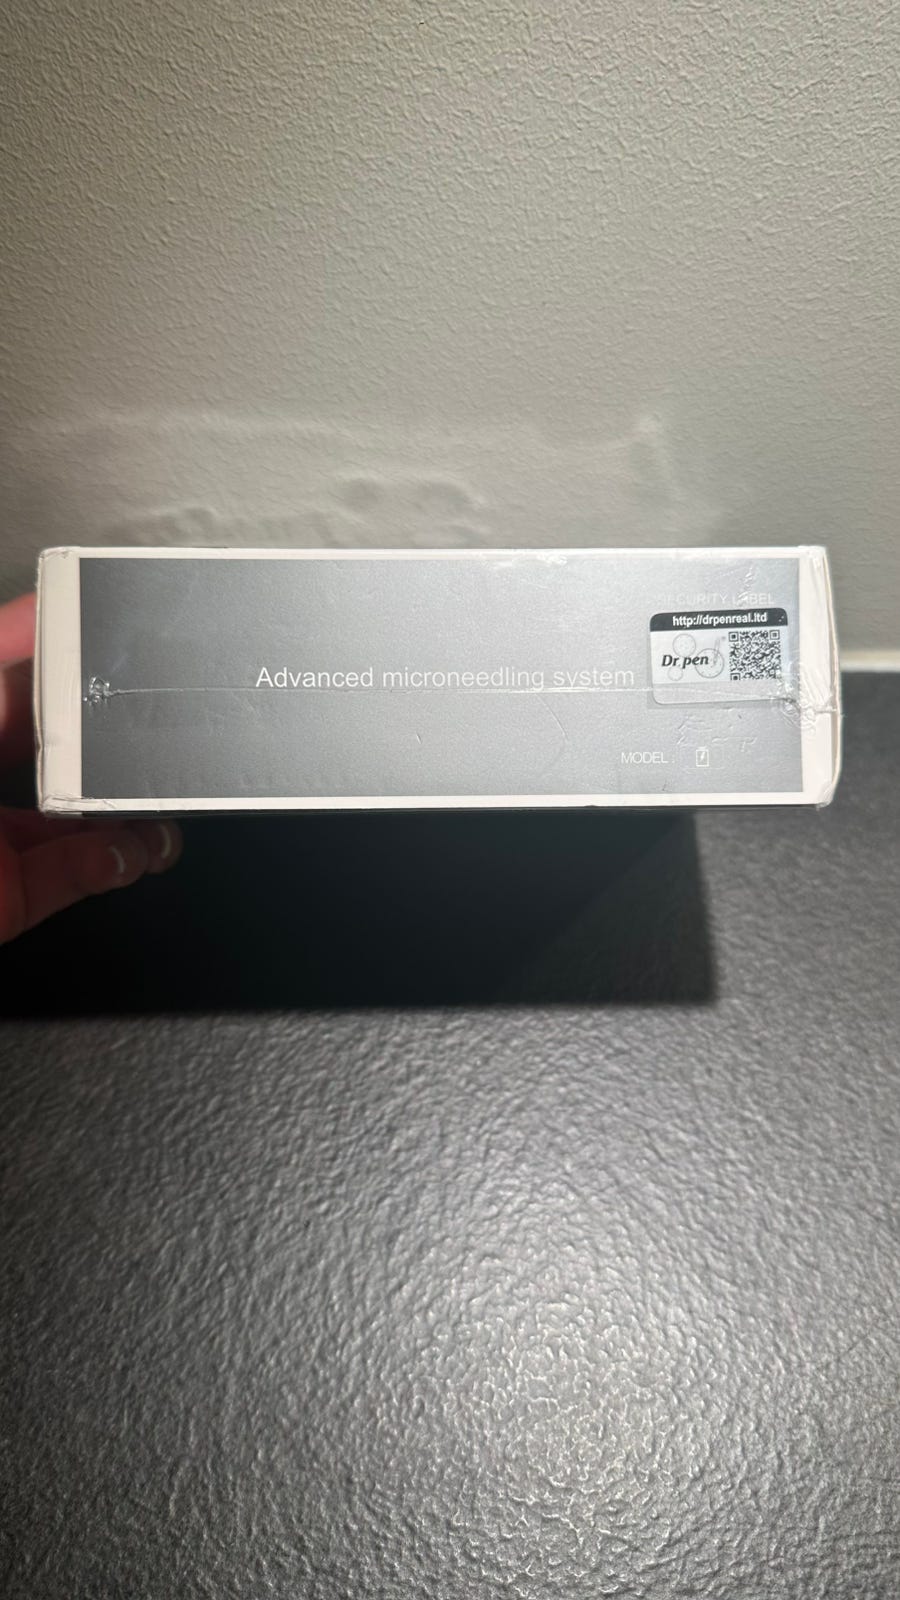 SECURITY LABEL
http://drpenreal.ltd
Dr.pen
Advanced microneedling system
MODEL: